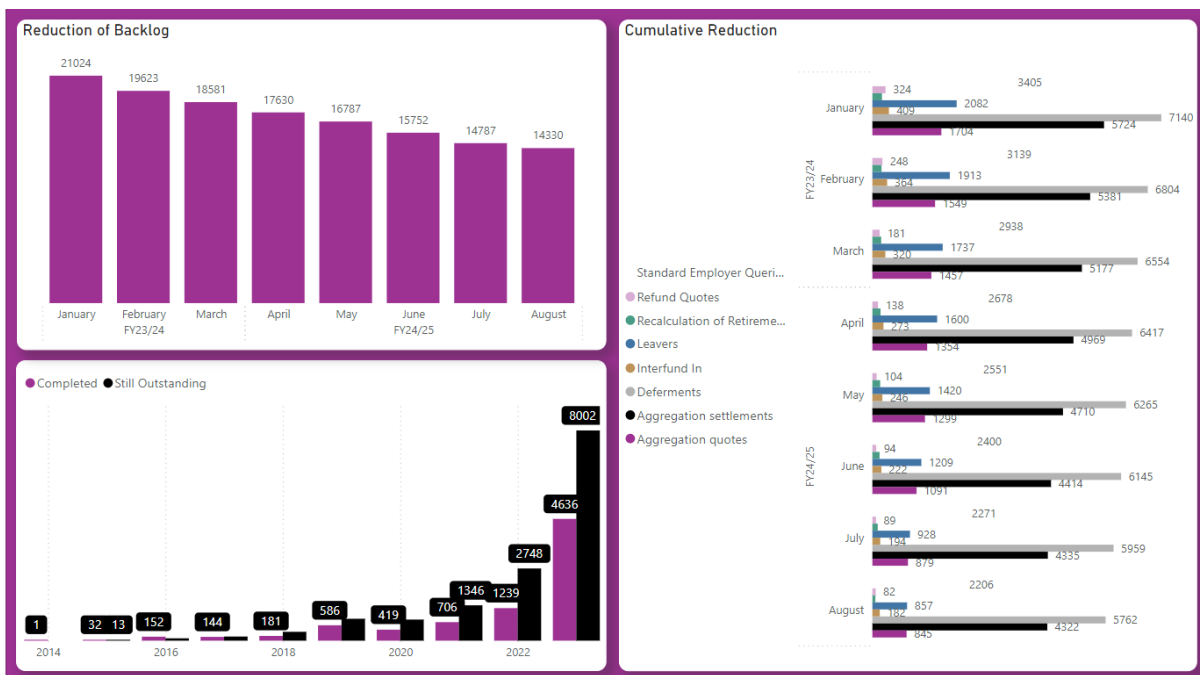 Reduction of Backlog
21024
19623
18581
17630
16787
15752
14787
14330
January February March April May June July August
FY23/24 FY24/25
Completed Still Outstanding
8002
4636
2748
1346 1239
706
586
419
181
152 144
1 32 13
2014 2016 2018 2020 2022
Cumulative Reduction
Standard Employer Queri...
Refund Quotes
Recalculation of Retireme...
Leavers
Interfund In
Deferments
Aggregation settlements
Aggregation quotes
FY23/24
January
3405
324
2082
409
7140
5724
1704
February
3139
248
1913
364
6804
5381
1549
March
2938
181
1737
320
6554
5177
1457
FY24/25
April
2678
138
1600
273
6417
4969
1354
May
2551
104
1420
246
6265
4710
1299
June
2400
94
1209
222
6145
4414
1091
July
2271
89
928
194
5959
4335
879
August
2206
82
857
182
5762
4322
845